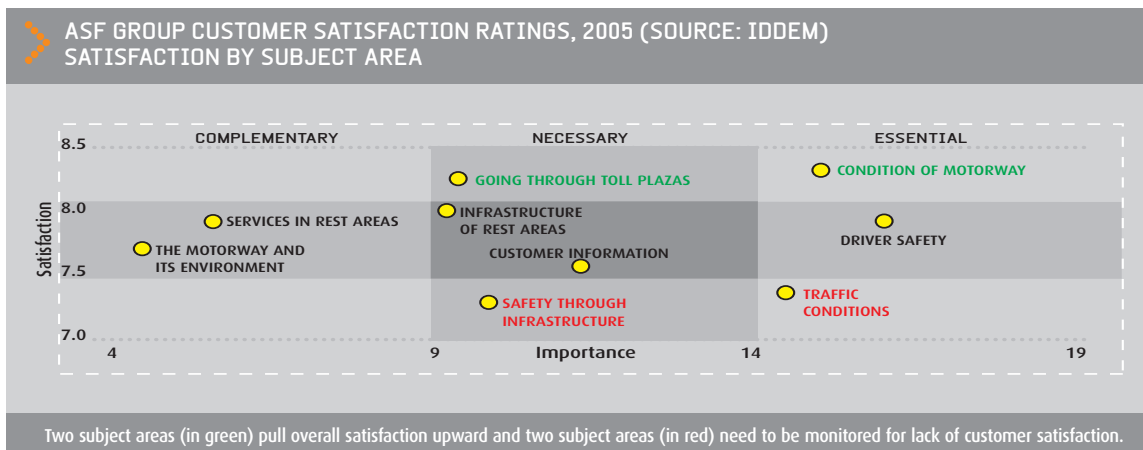 ASF GROUP CUSTOMER SATISFACTION RATINGS, 2005 (SOURCE: IDDEM)
SATISFACTION BY SUBJECT AREA
COMPLEMENTARY
NECESSARY
ESSENTIAL
8.5
GOING THROUGH TOLL PLAZAS
CONDITION OF MOTORWAY
8.0
SERVICES IN REST AREAS
INFRASTRUCTURE
OF REST AREAS
DRIVER SAFETY
THE MOTORWAY AND
ITS ENVIRONMENT
CUSTOMER INFORMATION
Satisfaction
7.5
SAFETY THROUGH
INFRASTRUCTURE
TRAFFIC
CONDITIONS
7.0
4
9
Importance
14
19
Two subject areas (in green) pull overall satisfaction upward and two subject areas (in red) need to be monitored for lack of customer satisfaction.